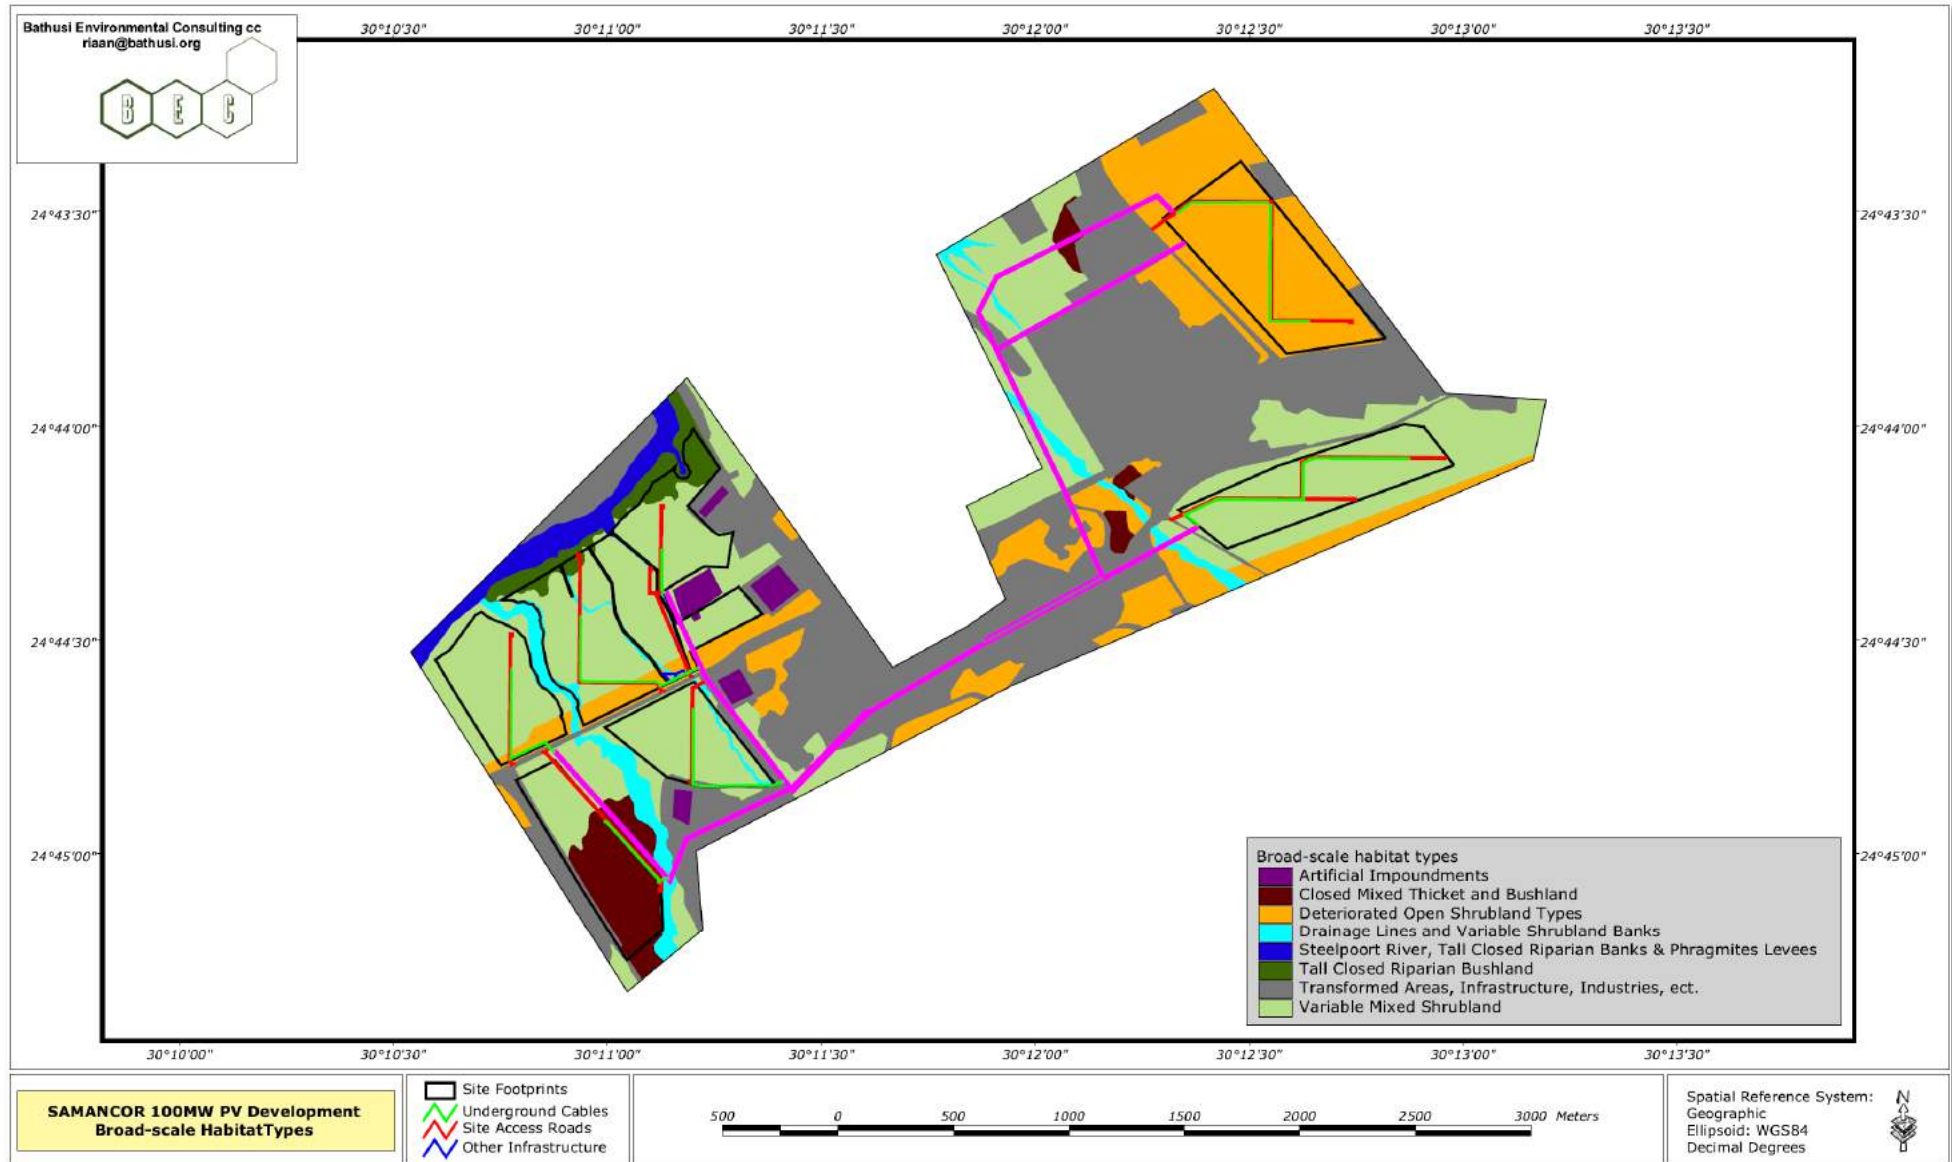 Bathusi Environmental Consulting cc
riaan@bathusi.org
B E C
30°10'30" 30°11'00" 30°11'30" 30°12'00" 30°12'30" 30°13'00" 30°13'30"
24°43'30" 24°43'30"
24°44'00" 24°44'00"
24°44'30" 24°44'30"
24°45'00" 24°45'00"
Broad-scale habitat types
Artificial Impoundments
Closed Mixed Thicket and Bushland
Deteriorated Open Shrubland Types
Drainage Lines and Variable Shrubland Banks
Steelpoort River, Tall Closed Riparian Banks & Phragmites Levees
Tall Closed Riparian Bushland
Transformed Areas, Infrastructure, Industries, ect.
Variable Mixed Shrubland
30°10'00" 30°10'30" 30°11'00" 30°11'30" 30°12'00" 30°12'30" 30°13'00" 30°13'30"
SAMANCOR 100MW PV Development
Broad-scale HabitatTypes
Site Footprints
Underground Cables
Site Access Roads
Other Infrastructure
500 0 500 1000 1500 2000 2500 3000 Meters
Spatial Reference System:
Geographic
Ellipsoid: WGS84
Decimal Degrees
N